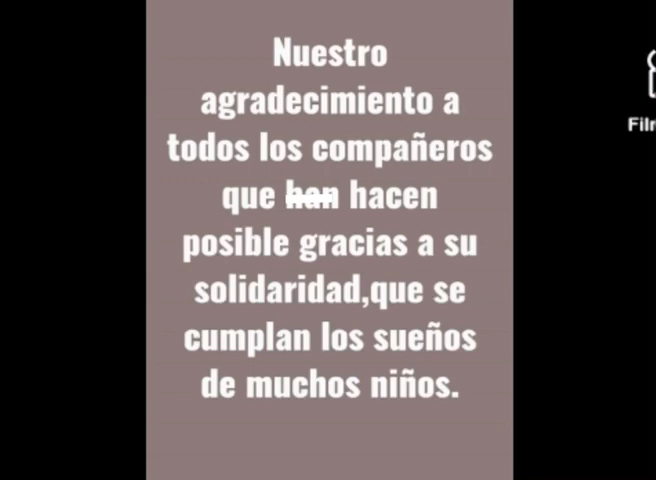 Nuestro
agradecimiento a
todos los compañeros
que han hacen
posible gracias a su
solidaridad,que se
cumplan los sueños
de muchos niños.